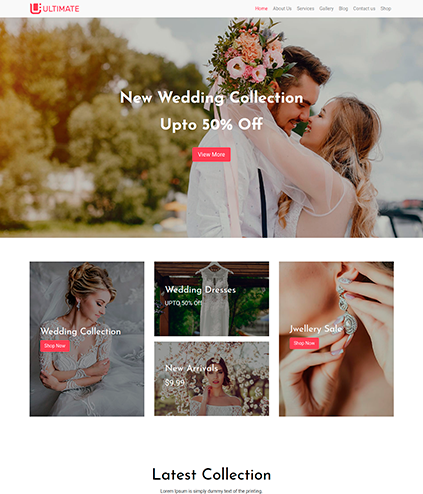 ULTIMATE
Home About Us Services Gallery Blog Contact us Shop
New Wedding Collection
Upto 50% Off
View More
Wedding Collection
Shop Now
Wedding Dresses
UPTO 50% Off
New Arrivals
$9.99
Jwellery Sale
Shop Now
Latest Collection
Lorem Ipsum is simply dummy text of the printing.